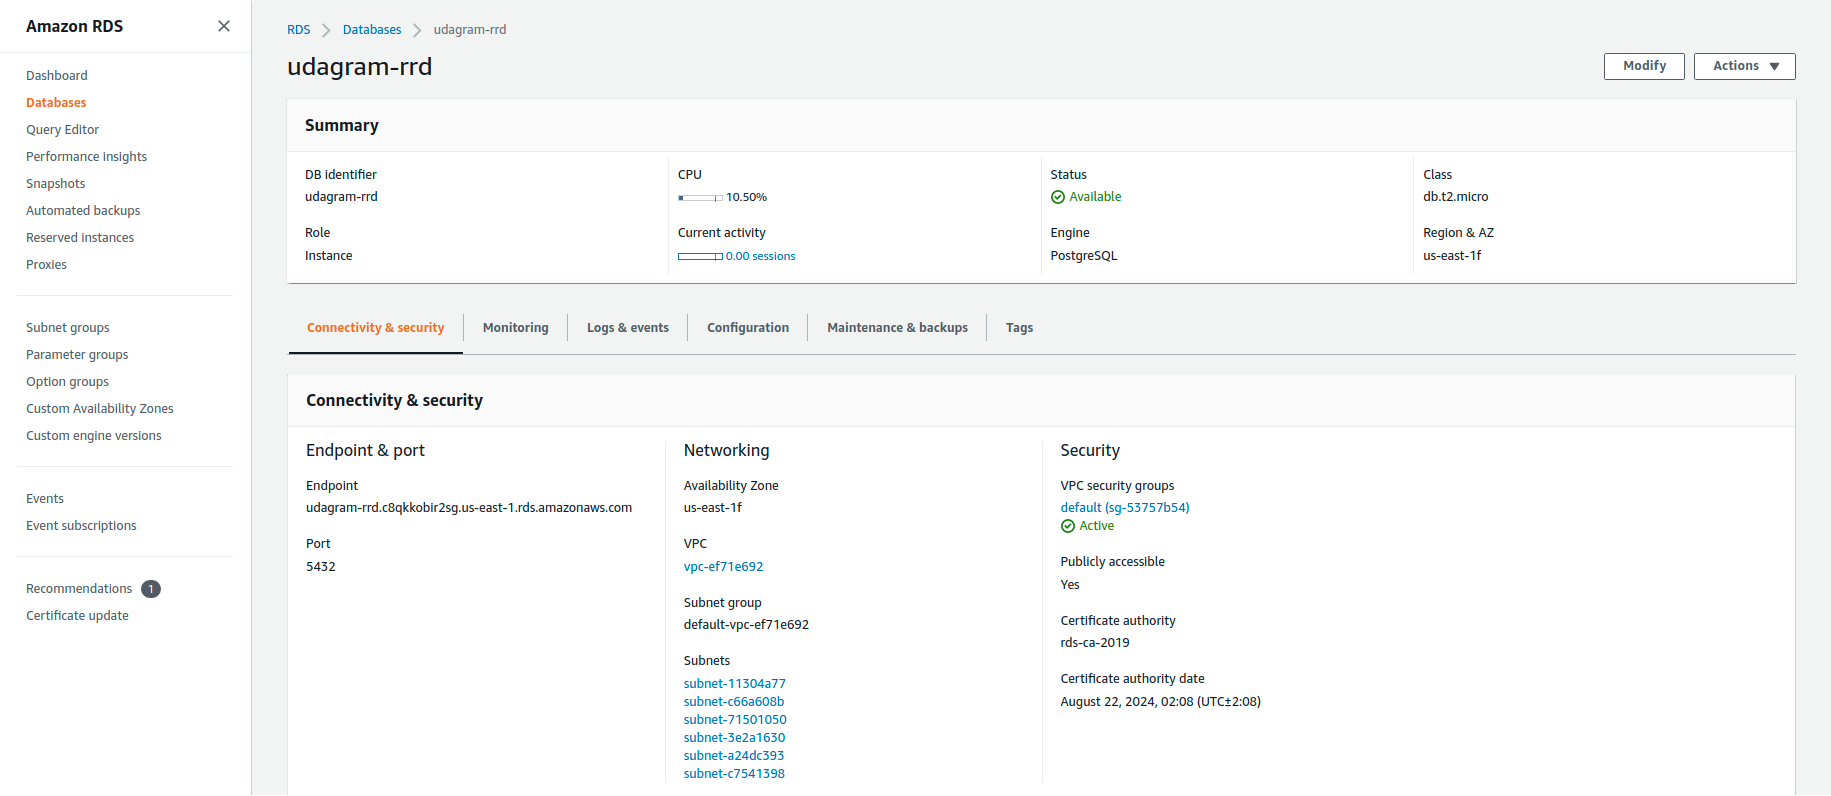 Amazon RDS
Dashboard
Databases
Query Editor
Performance insights
Snapshots
Automated backups
Reserved instances
Proxies
Subnet groups
Parameter groups
Option groups
Custom Availability Zones
Custom engine versions
Events
Event subscriptions
Recommendations 1
Certificate update
RDS Databases udagram-rrd
udagram-rrd
Modify Actions
Summary
DB identifier
udagram-rrd
Role
Instance
CPU
10.50%
Current activity
0.00 sessions
Status
Available
Engine
PostgreSQL
Class
db.t2.micro
Region & AZ
us-east-1f
Connectivity & security Monitoring Logs & events Configuration Maintenance & backups Tags
Connectivity & security
Endpoint & port
Endpoint
udagram-rrd.c8qkkobir2sg.us-east-1.rds.amazonaws.com
Port
5432
Networking
Availability Zone
us-east-1f
VPC
vpc-ef71e692
Subnet group
default-vpc-ef71e692
Subnets
subnet-11304a77
subnet-c66a608b
subnet-71501050
subnet-3e2a1630
subnet-a24dc393
subnet-c7541398
Security
VPC security groups
default (sg-53757b54)
Active
Publicly accessible
Yes
Certificate authority
rds-ca-2019
Certificate authority date
August 22, 2024, 02:08 (UTC±2:08)